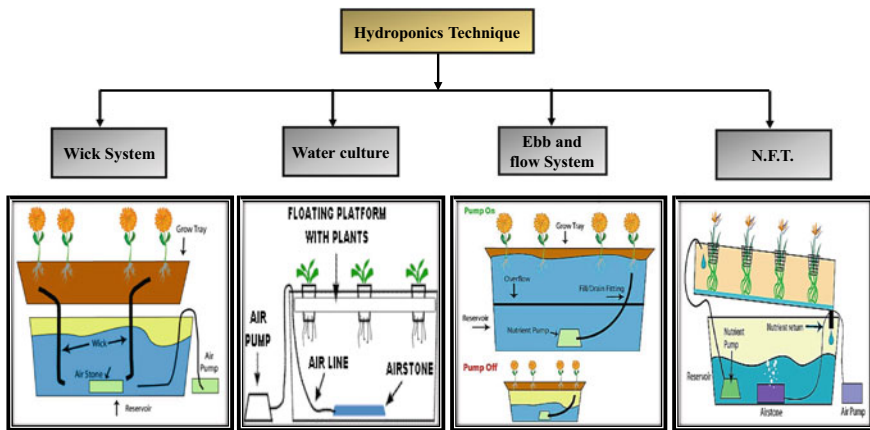 Hydroponics Technique
Wick System
Water culture
Ebb and
flow System
N.F.T.
Grow Tray
Wick
Air Stone
Air
Pump
Reservoir
FLOATING PLATFORM
WITH PLANTS
AIR
PUMP
AIR LINE
AIRSTONE
Pump On
Grow Tray
Overflow
Fill/Drain Fitting
Reservoir
Nutrient Pump
Pump Off
Nutrient
Pump
Nutrient return
Reservoir
Airstone
Air Pump